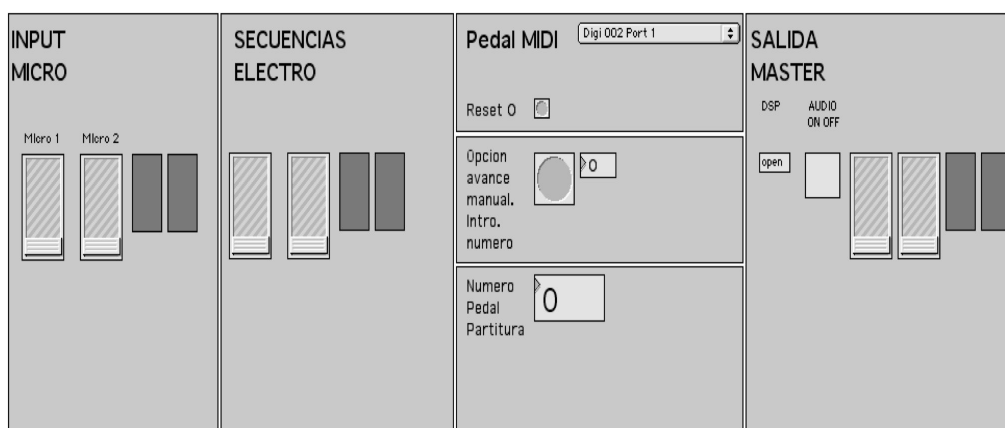 INPUT
MICRO
MIcro 1
MIcro 2
SECUENCIAS
ELECTRO
Pedal MIDI
Digi 002 Port 1
Reset 0
Opcion
avance
manual.
Intro.
numero
0
Numero
Pedal
Partitura
0
SALIDA
MASTER
DSP
AUDIO
ON OFF
open